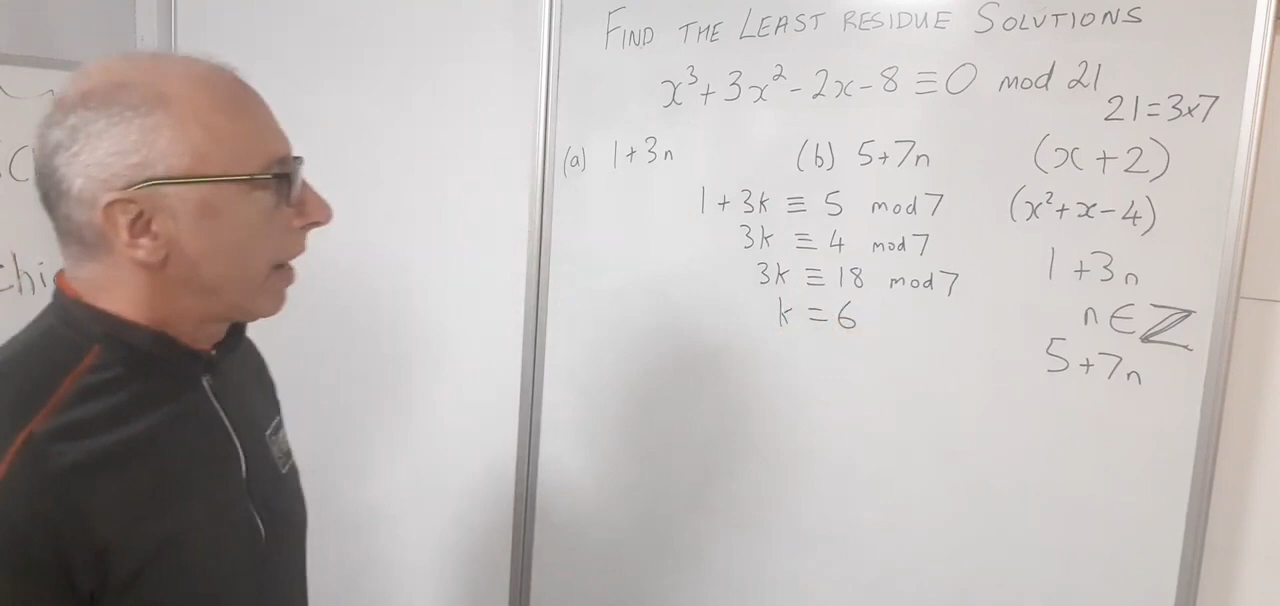 FIND THE LEAST RESIDUE SOLUTIONS
x³+3x²-2x-8≡0 mod 21
21=3×7
(a) 1+3n
(b) 5+7n
1+3k ≡ 5 mod 7
3k ≡ 4 mod 7
3k ≡ 18 mod 7
k = 6
(x+2)
(x²+x-4)
1+3n
n∈ℤ
5+7n